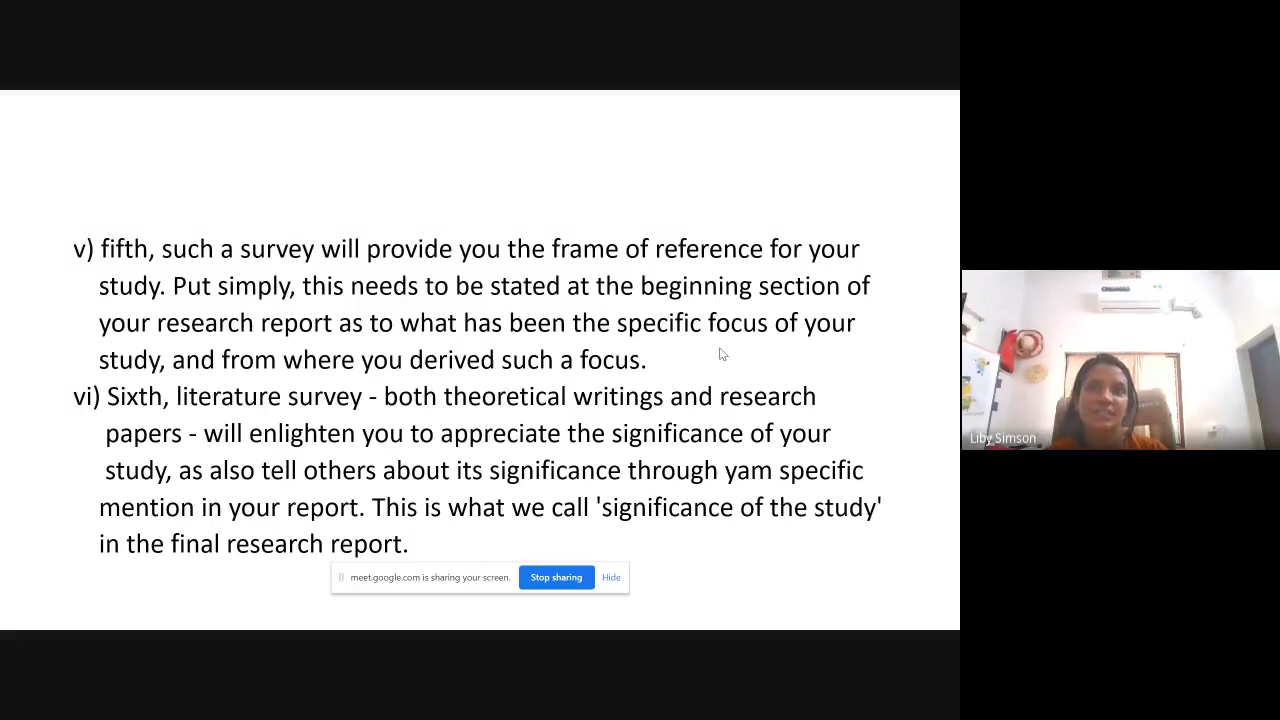 v) fifth, such a survey will provide you the frame of reference for your
study. Put simply, this needs to be stated at the beginning section of
your research report as to what has been the specific focus of your
study, and from where you derived such a focus.
vi) Sixth, literature survey - both theoretical writings and research
papers - will enlighten you to appreciate the significance of your
study, as also tell others about its significance through yam specific
mention in your report. This is what we call 'significance of the study'
in the final research report.
meet.google.com is sharing your screen. Stop sharing Hide
Liby Simson